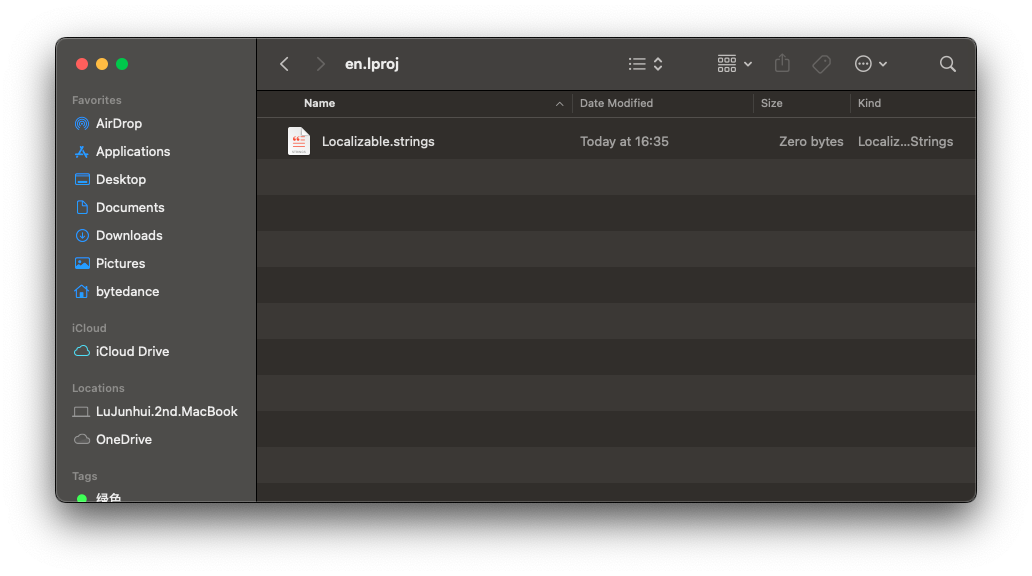 en.lproj
Favorites
AirDrop
Applications
Desktop
Documents
Downloads
Pictures
bytedance
iCloud
iCloud Drive
Locations
LuJunhui.2nd.MacBook
OneDrive
Tags
绿色
Name Date Modified Size Kind
Localizable.strings Today at 16:35 Zero bytes Localiz...Strings